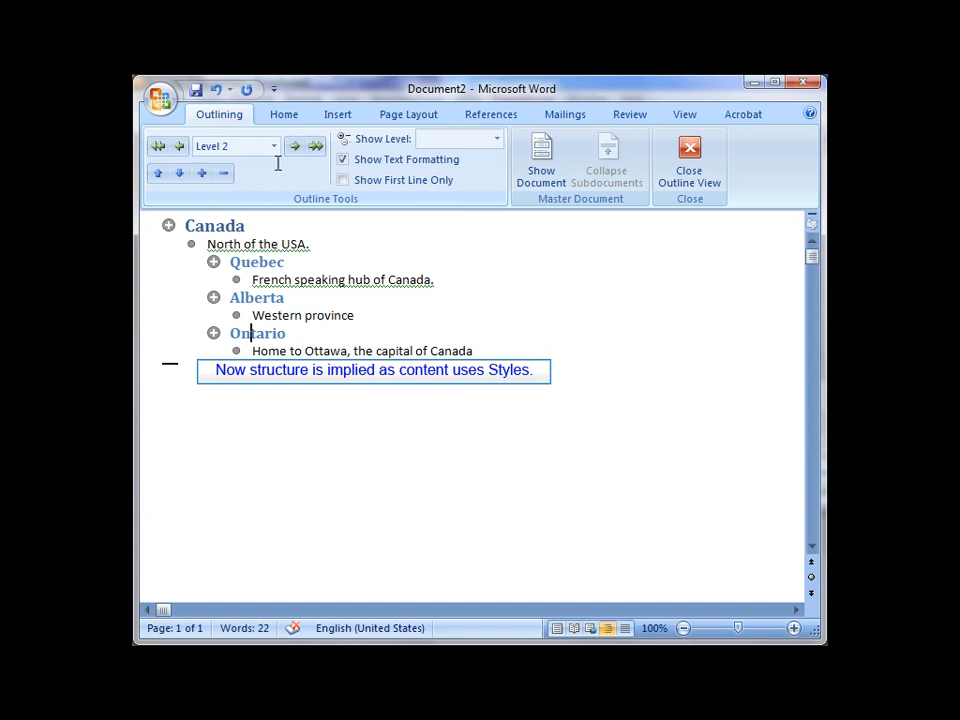 Document2 - Microsoft Word
Outlining Home Insert Page Layout References Mailings Review View Acrobat
Level 2
Show Level:
Show Text Formatting
Show First Line Only
Outline Tools
Show Document
Collapse Subdocuments
Master Document
Close Outline View
Close
Canada
North of the USA.
Quebec
French speaking hub of Canada.
Alberta
Western province
Ontario
Home to Ottawa, the capital of Canada
Now structure is implied as content uses Styles.
Page: 1 of 1 Words: 22 English (United States) 100%